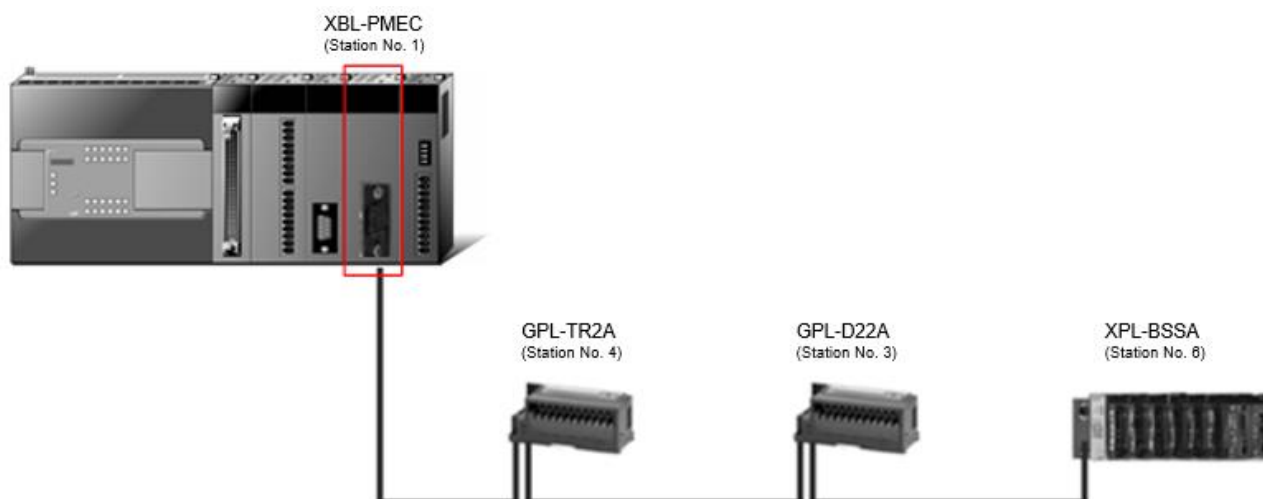 XBL-PMEC
(Station No. 1)
GPL-TR2A
(Station No. 4)
GPL-D22A
(Station No. 3)
XPL-BSSA
(Station No. 6)